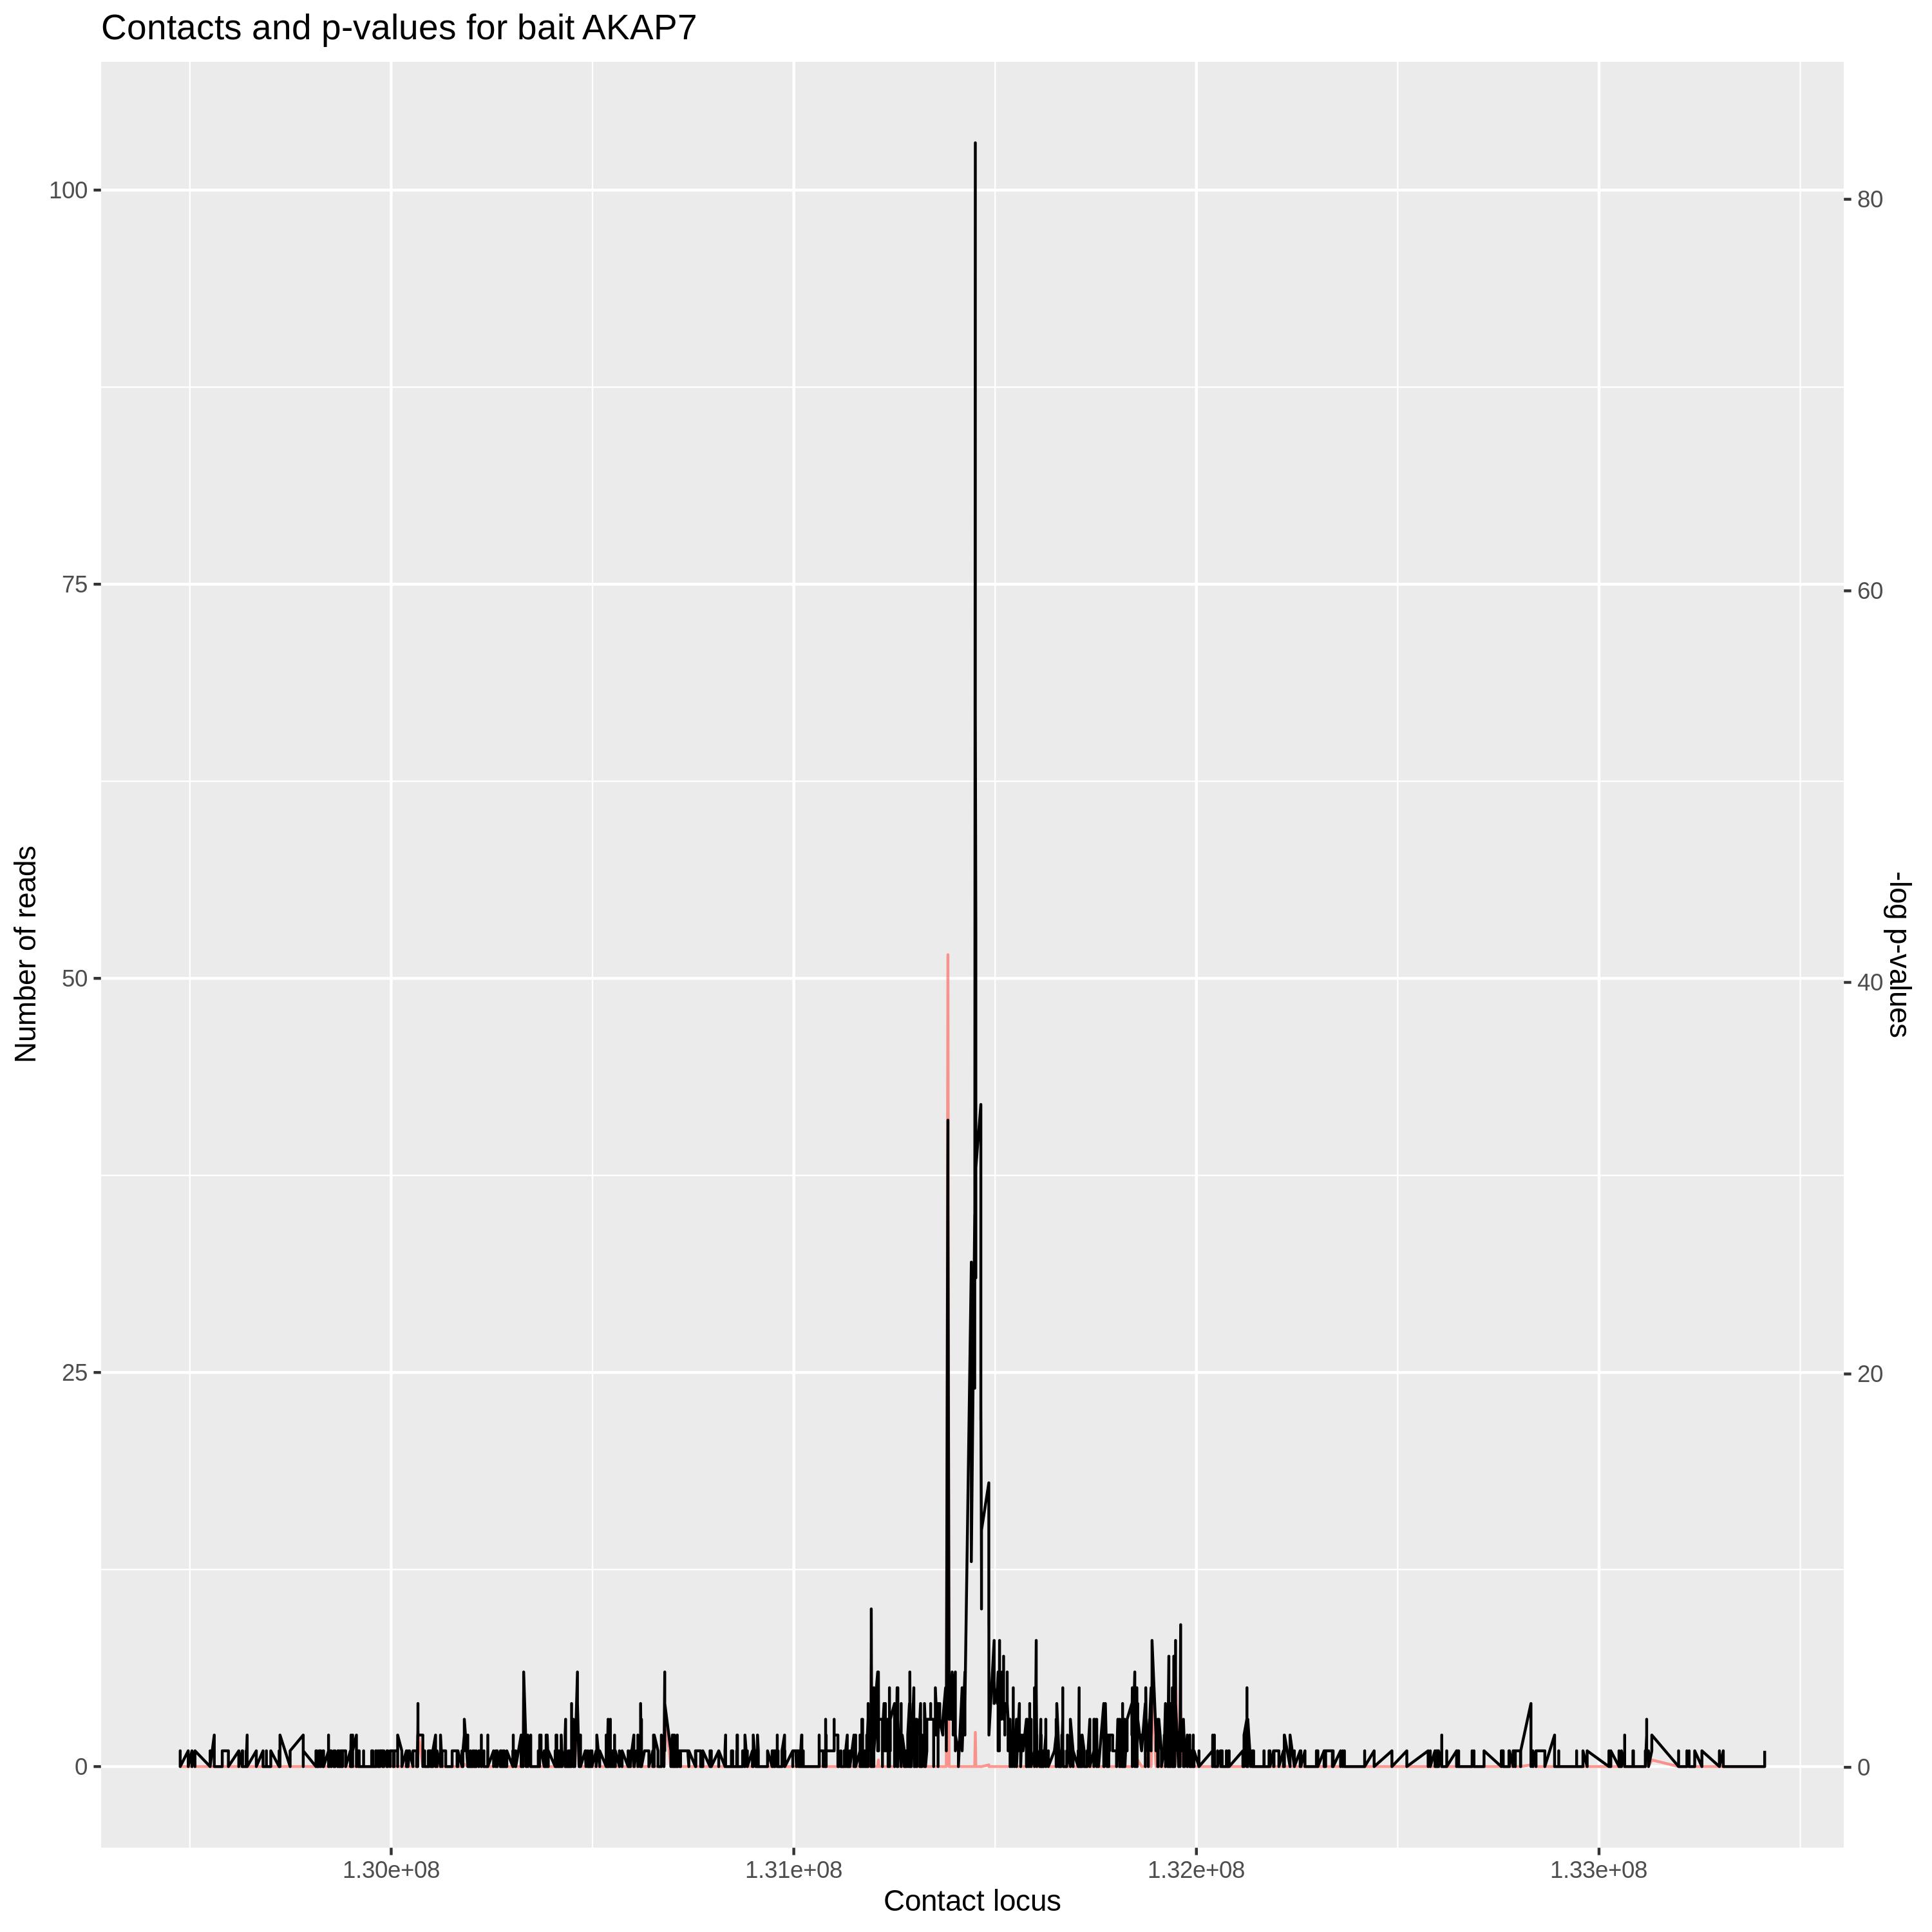 Contacts and p-values for bait AKAP7
100
75
50
25
0
80
60
40
20
0
Number of reads
-log p-values
1.30e+08
1.31e+08
1.32e+08
1.33e+08
Contact locus